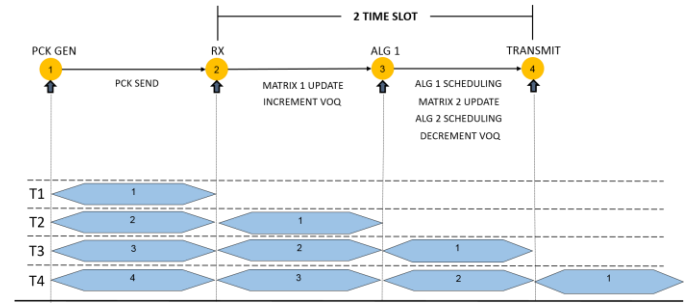 2 TIME SLOT
PCK GEN RX ALG 1 TRANSMIT
1 2 3 4
PCK SEND
MATRIX 1 UPDATE
INCREMENT VOQ
ALG 1 SCHEDULING
MATRIX 2 UPDATE
ALG 2 SCHEDULING
DECREMENT VOQ
T1 1
T2 2 1
T3 3 2 1
T4 4 3 2 1